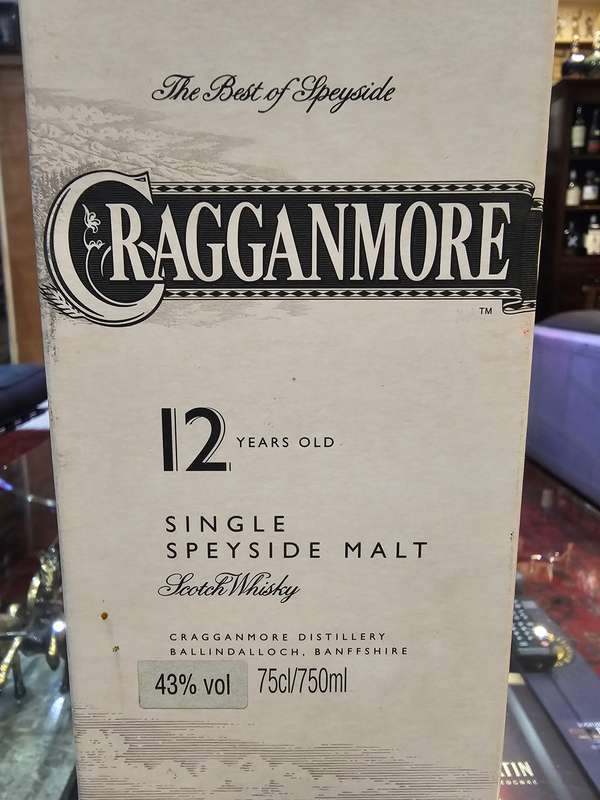 The Best of Speyside
CRAGGANMORE
TM
12 YEARS OLD
SINGLE
SPEYSIDE MALT
Scotch Whisky
CRAGGANMORE DISTILLERY
BALLINDALLOCH, BANFFSHIRE
43% vol 75cl/750ml
TIN